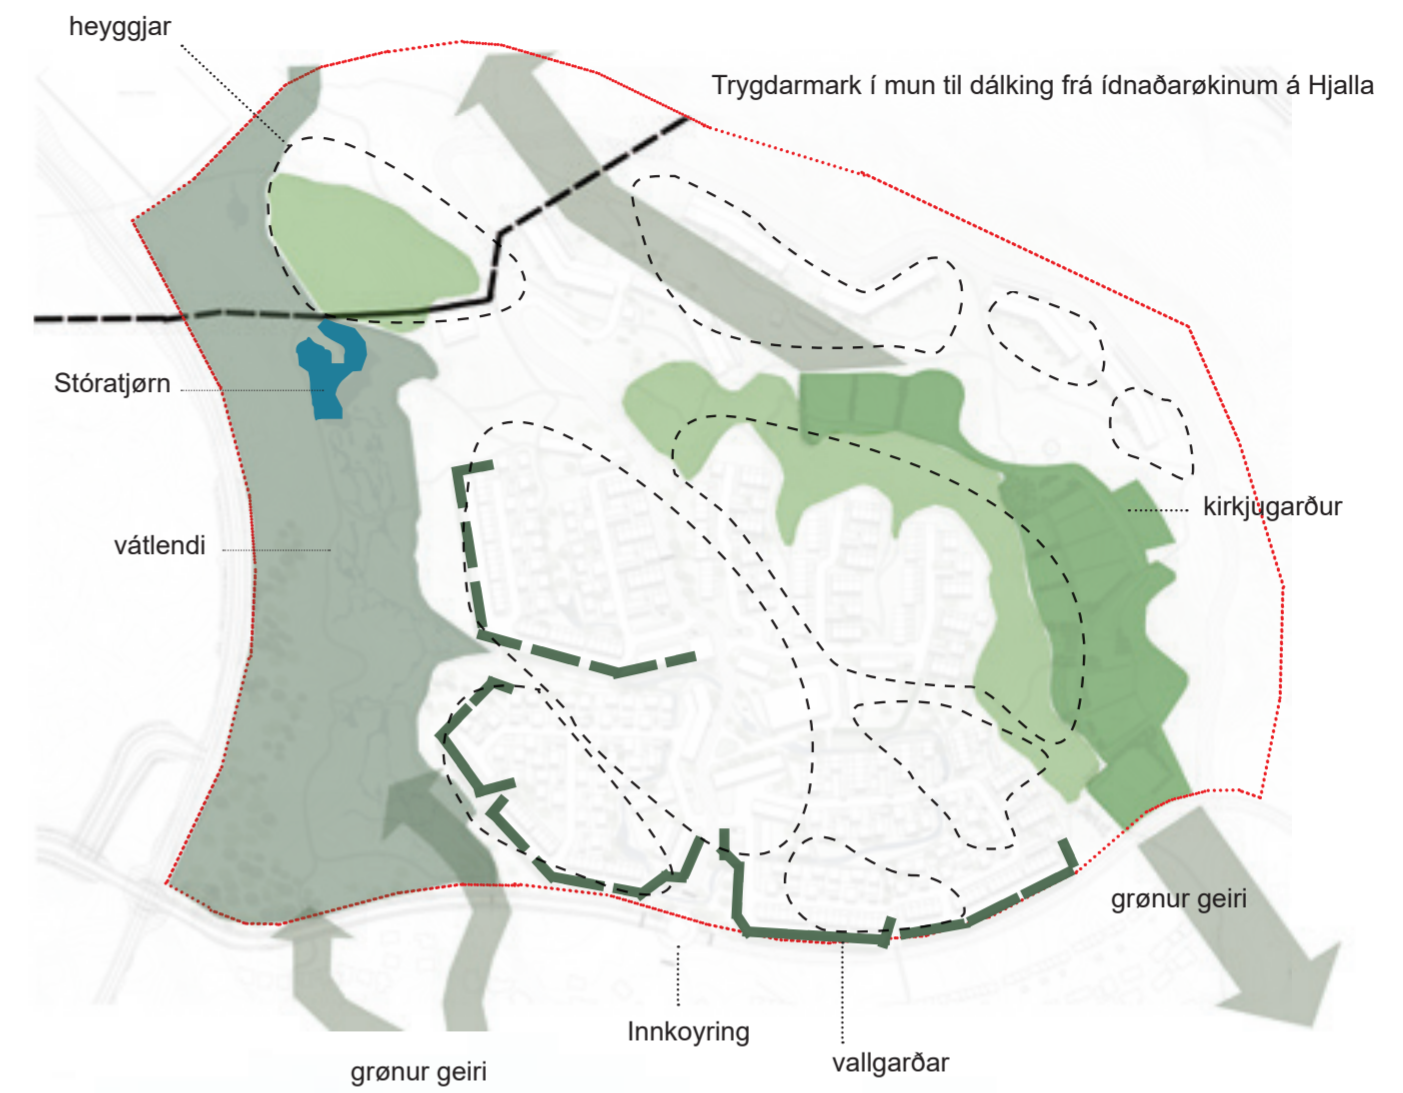 heyggjar
Trygdarmark í mun til dálking frá ídnaðarøkinum á Hjalla
Stóratjørn
kirkjugarður
vátlendi
grønur geiri
Innkoyring
vallgarðar
grønur geiri